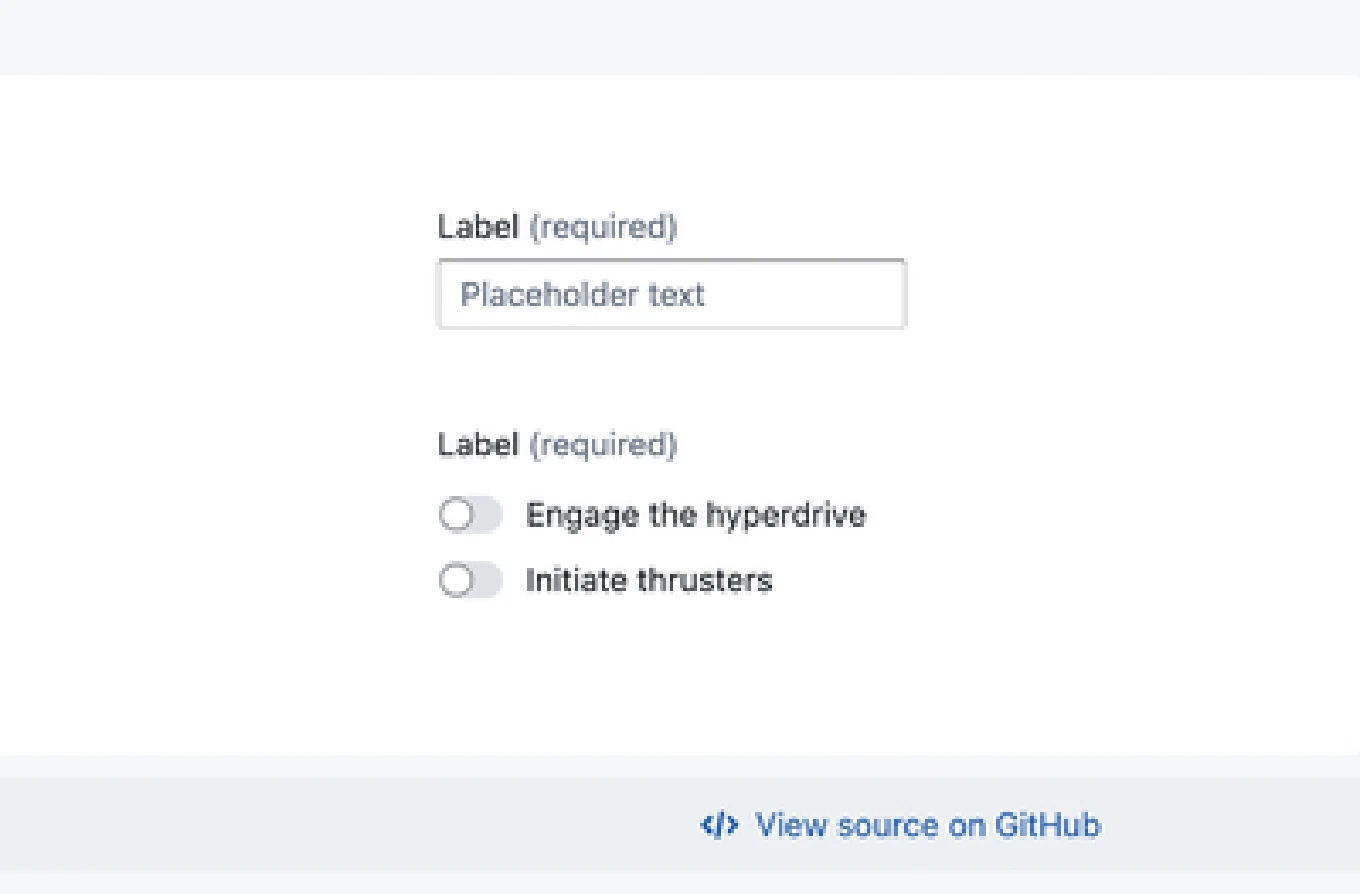 Label (required)
Placeholder text
Label (required)
Engage the hyperdrive
Initiate thrusters
</> View source on GitHub